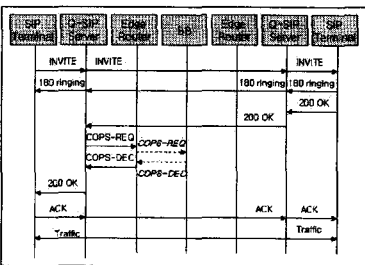 SIP Terminal
Q-SIP Server
Edge Router
BB
Edge Router
Q-SIP Server
SIP Terminal
INVITE INVITE INVITE
180 ringing 180 ringing 180 ringing
200 OK
200 OK
COPS-REQ COPS-REQ
COPS-DEC
COPS-DEC
200 OK
ACK ACK ACK
Traffic Traffic